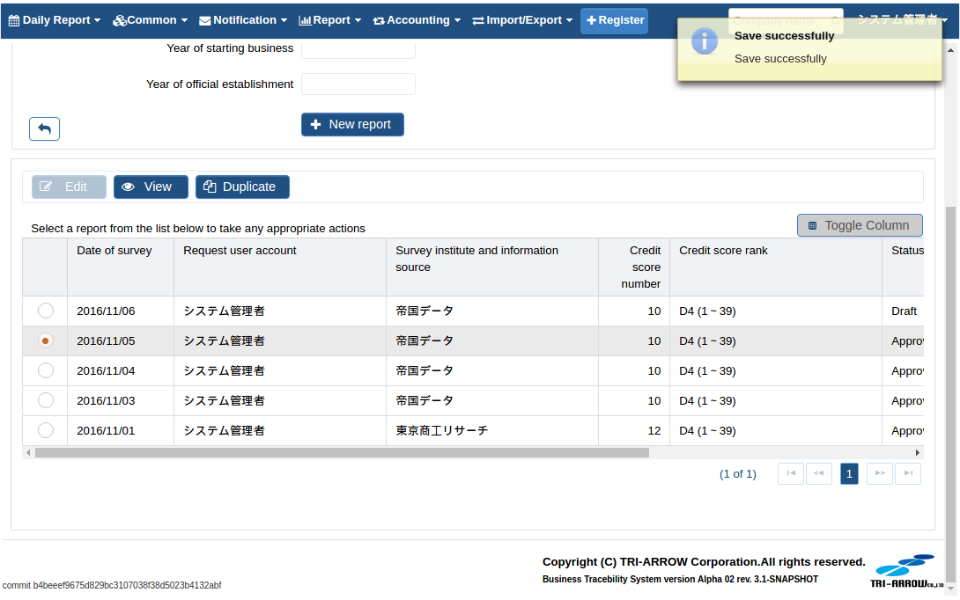 Daily Report Common Notification Report Accounting Import/Export Register システム管理者
Save successfully
Save successfully
Year of starting business
Year of official establishment
New report
Edit View Duplicate
Select a report from the list below to take any appropriate actions
Toggle Column
Date of survey Request user account Survey institute and information source Credit score number Credit score rank Status
2016/11/06 システム管理者 帝国データ 10 D4 (1 ~ 39) Draft
2016/11/05 システム管理者 帝国データ 10 D4 (1 ~ 39) Approv
2016/11/04 システム管理者 帝国データ 10 D4 (1 ~ 39) Approv
2016/11/03 システム管理者 帝国データ 10 D4 (1 ~ 39) Approv
2016/11/01 システム管理者 東京商工リサーチ 12 D4 (1 ~ 39) Approv
(1 of 1) 1
Copyright (C) TRI-ARROW Corporation.All rights reserved.
Business Tracebility System version Alpha 02 rev. 3.1-SNAPSHOT
TRI-ARROW Co.,LTD
commit b4beeef9675d829bc3107038f38d5023b4132abf